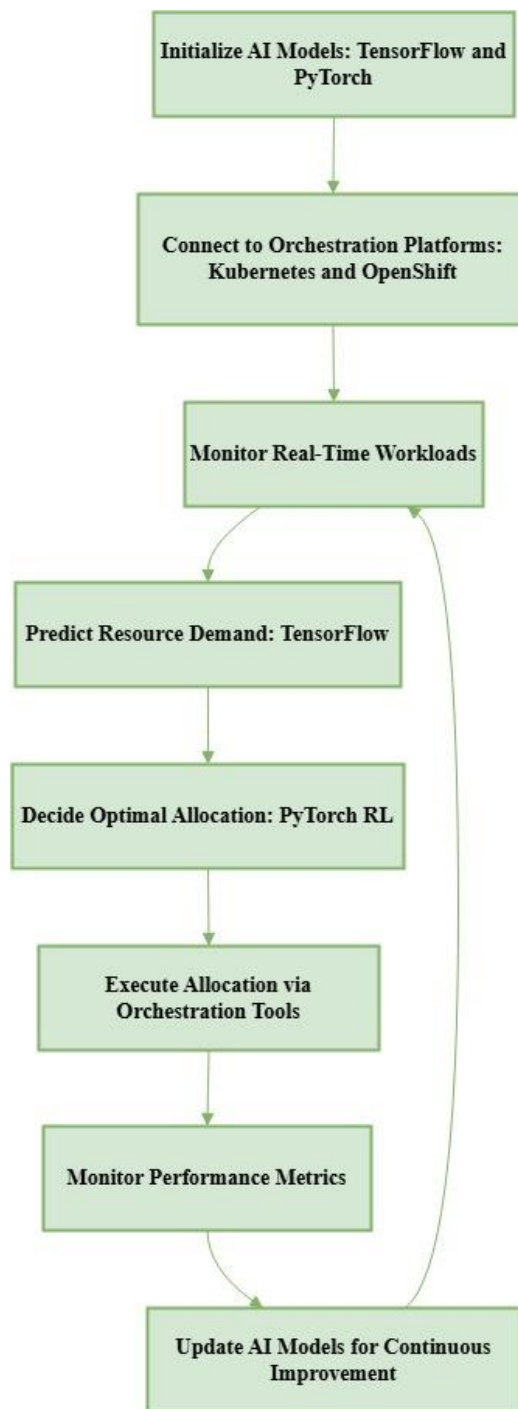 Initialize AI Models: TensorFlow and
PyTorch
Connect to Orchestration Platforms:
Kubernetes and OpenShift
Monitor Real-Time Workloads
Predict Resource Demand: TensorFlow
Decide Optimal Allocation: PyTorch RL
Execute Allocation via
Orchestration Tools
Monitor Performance Metrics
Update AI Models for Continuous
Improvement